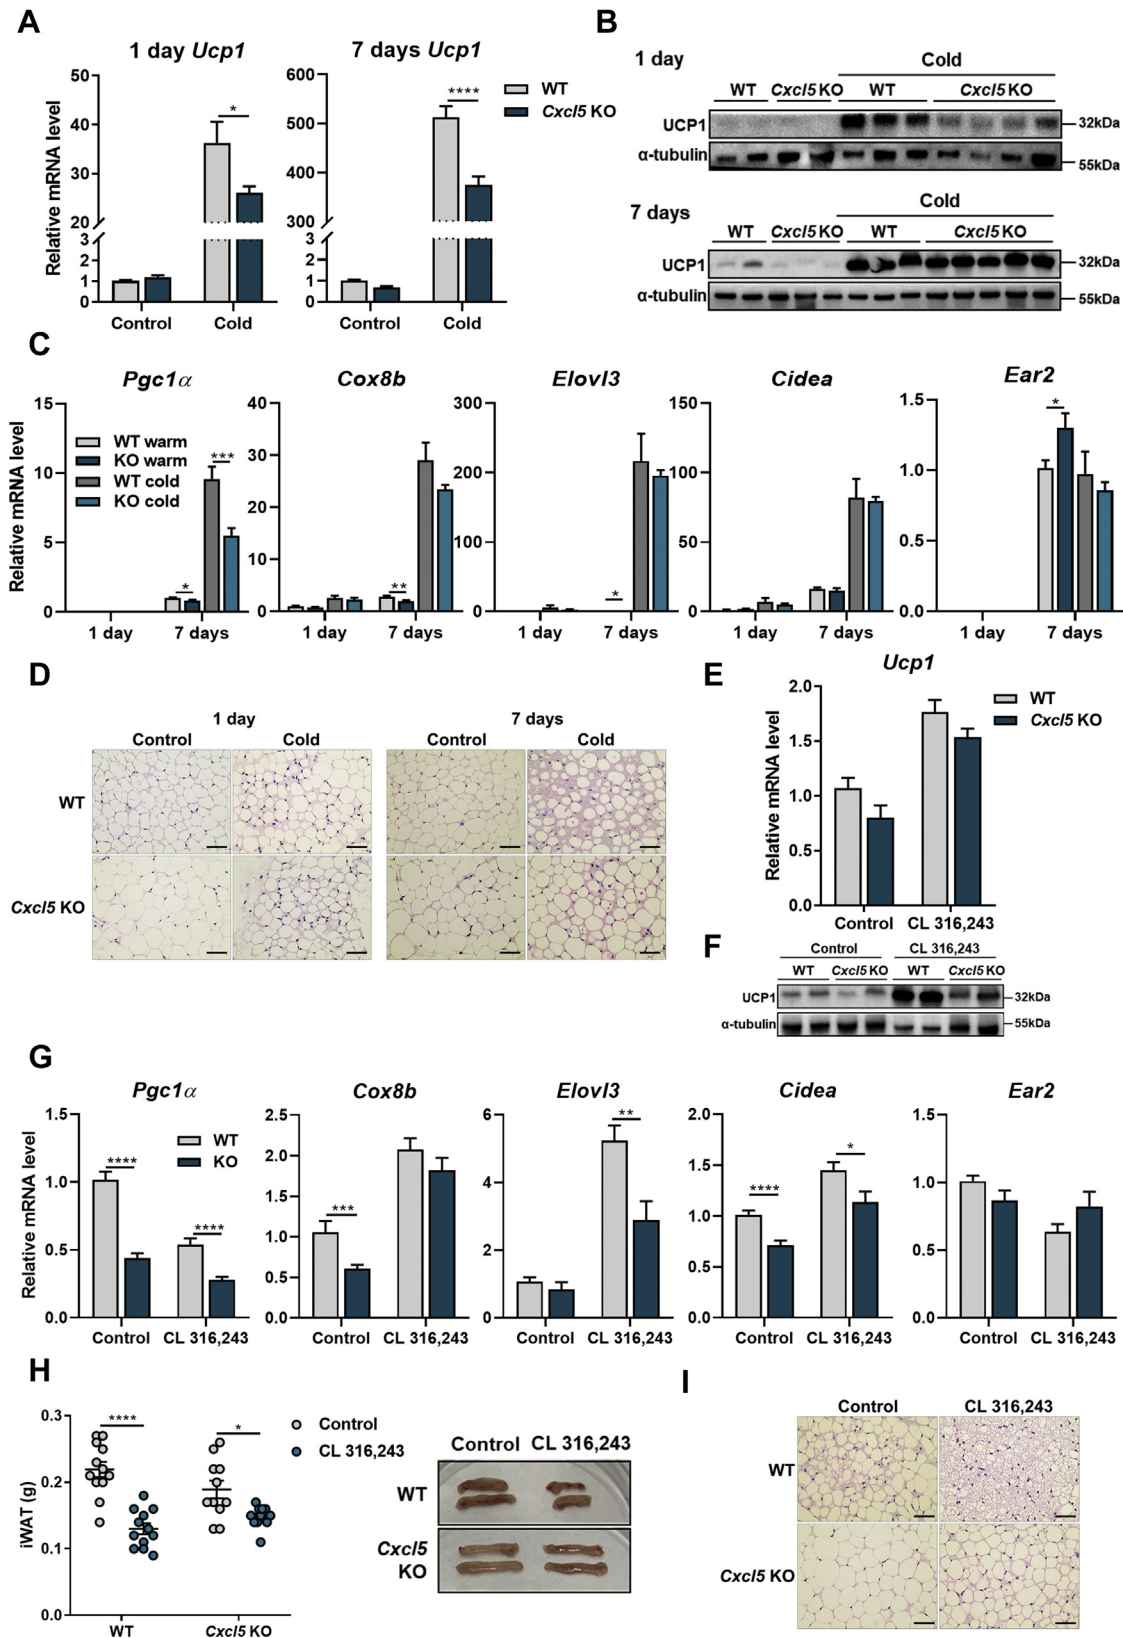 A
1 day Ucp1
7 days Ucp1
Relative mRNA level
50
40
30
20
3
2
1
0
*
Control
Cold
600
500
400
300
3
2
1
0
****
Control
Cold
WT
Cxcl5 KO
B
1 day
Cold
WT
Cxcl5 KO
WT
Cxcl5 KO
UCP1
32kDa
α-tubulin
55kDa
7 days
Cold
WT
Cxcl5 KO
WT
Cxcl5 KO
UCP1
32kDa
α-tubulin
55kDa
C
Pgc1α
Cox8b
Elovl3
Cidea
Ear2
Relative mRNA level
15
10
5
0
WT warm
KO warm
WT cold
KO cold
*
***
1 day
7 days
40
30
20
10
0
**
1 day
7 days
300
200
100
0
*
1 day
7 days
150
100
50
0
1 day
7 days
1.5
1.0
0.5
0.0
*
1 day
7 days
D
1 day
7 days
Control
Cold
Control
Cold
WT
Cxcl5 KO
E
Ucp1
Relative mRNA level
2.0
1.5
1.0
0.5
0.0
Control
CL 316,243
WT
Cxcl5 KO
F
Control
CL 316,243
WT
Cxcl5 KO
WT
Cxcl5 KO
UCP1
32kDa
α-tubulin
55kDa
G
Pgc1α
Cox8b
Elovl3
Cidea
Ear2
Relative mRNA level
1.5
1.0
0.5
0.0
****
****
WT
KO
Control
CL 316,243
2.5
2.0
1.5
1.0
0.5
0.0
***
Control
CL 316,243
6
4
2
0
**
Control
CL 316,243
2.0
1.5
1.0
0.5
0.0
****
*
Control
CL 316,243
1.5
1.0
0.5
0.0
Control
CL 316,243
H
iWAT (g)
0.3
0.2
0.1
0.0
****
*
WT
Cxcl5 KO
Control
CL 316,243
Control
CL 316,243
WT
Cxcl5
KO
I
Control
CL 316,243
WT
Cxcl5 KO